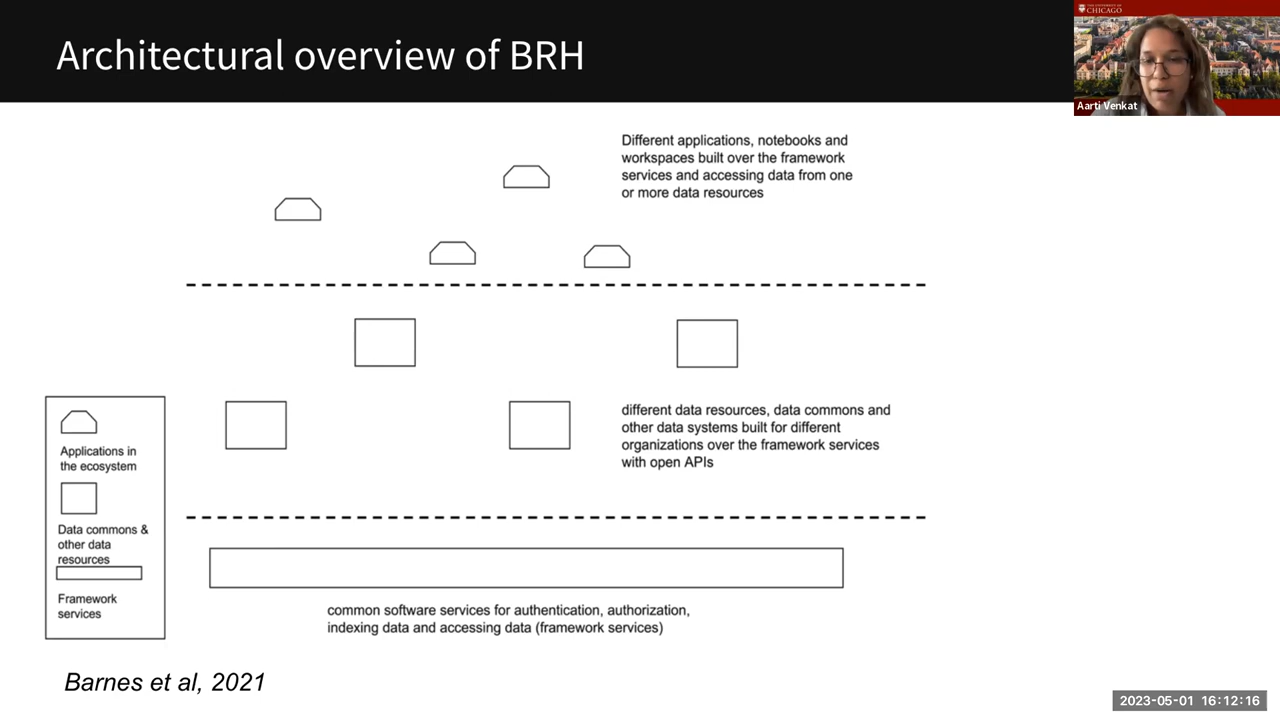 Architectural overview of BRH
THE UNIVERSITY OF
CHICAGO
Aarti Venkat
Different applications, notebooks and
workspaces built over the framework
services and accessing data from one
or more data resources
different data resources, data commons and
other data systems built for different
organizations over the framework services
with open APIs
Applications in
the ecosystem
Data commons &
other data
resources
Framework
services
common software services for authentication, authorization,
indexing data and accessing data (framework services)
Barnes et al, 2021
2023-05-01 16:12:16